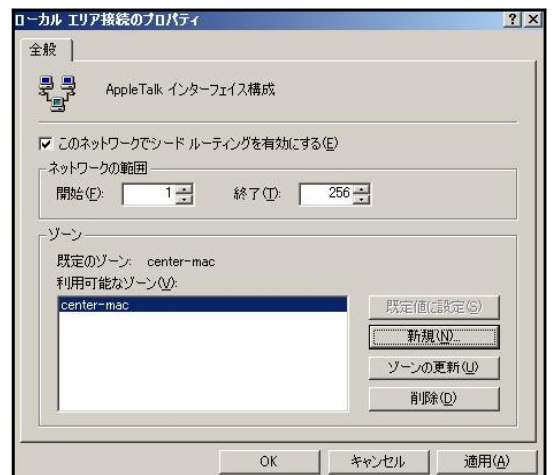 ローカル エリア接続のプロパティ
全般
AppleTalk インターフェイス構成
このネットワークでシード ルーティングを有効にする(E)
ネットワークの範囲
開始(F): 1 終了(T): 256
ゾーン
既定のゾーン: center-mac
利用可能なゾーン(V):
center-mac
既定値に設定(S)
新規(N)...
ゾーンの更新(U)
削除(D)
OK キャンセル 適用(A)